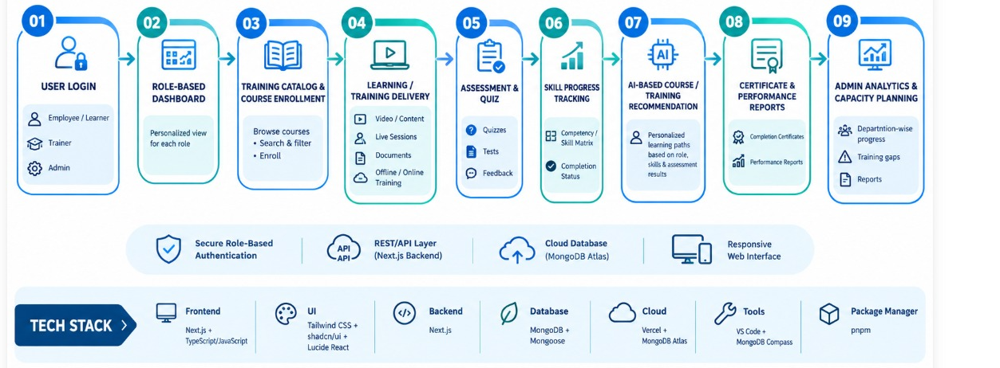 01
USER LOGIN
Employee / Learner
Trainer
Admin
02
ROLE-BASED
DASHBOARD
Personalized view
for each role
03
TRAINING CATALOG &
COURSE ENROLLMENT
Browse courses
• Search & filter
• Enroll
04
LEARNING /
TRAINING DELIVERY
Video / Content
Live Sessions
Documents
Offline / Online
Training
05
ASSESSMENT &
QUIZ
?
Quizzes
Tests
Feedback
06
SKILL PROGRESS
TRACKING
Competency /
Skill Matrix
Completion
Status
07
AI
AI-BASED COURSE /
TRAINING
RECOMMENDATION
Personalized
learning paths
based on role,
skills & assessment
results
08
CERTIFICATE &
PERFORMANCE
REPORTS
Completion Certificates
Performance Reports
09
ADMIN ANALYTICS &
CAPACITY PLANNING
Departntion-wise
progress
Training gaps
Reports
Secure Role-Based
Authentication
API
API
REST/API Layer
(Next.js Backend)
Cloud Database
(MongoDB Atlas)
Responsive
Web Interface
TECH STACK
Frontend
Next.js +
TypeScript/JavaScript
UI
Tailwind CSS +
shadcn/ui +
Lucide React
</> Backend
Next.js
Database
MongoDB +
Mongoose
Cloud
Vercel +
MongoDB Atlas
Tools
VS Code +
MongoDB Compass
Package Manager
pnpm